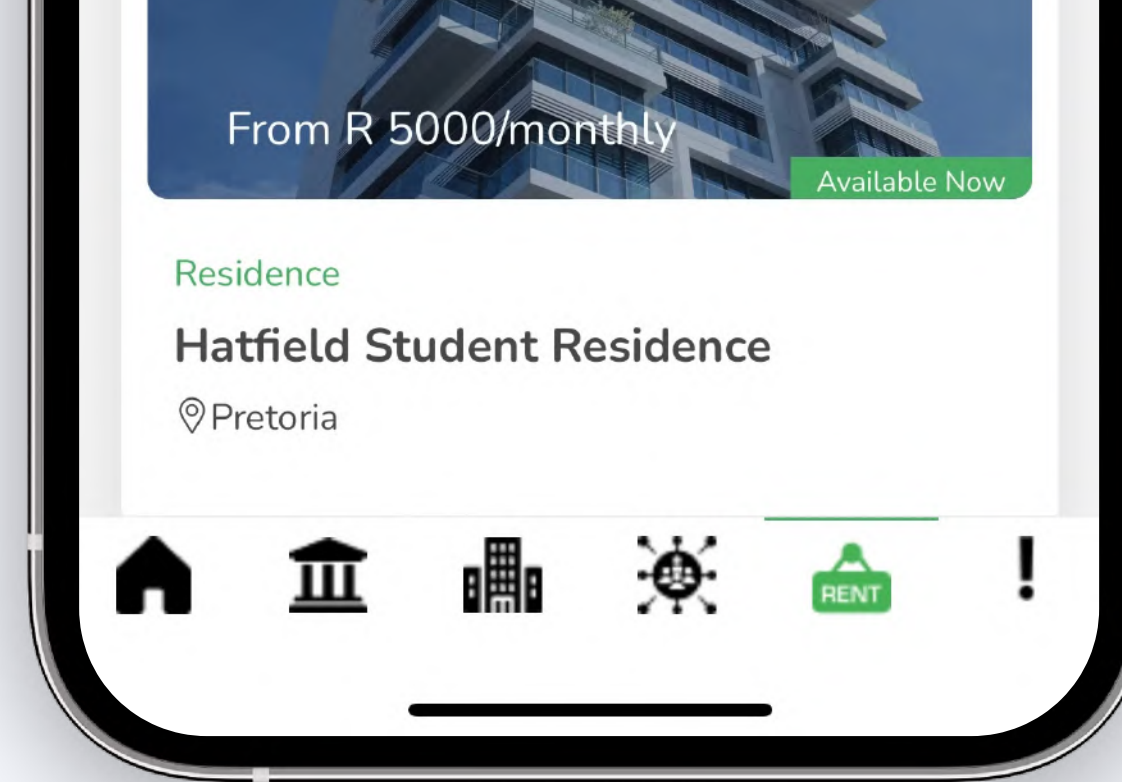 From R 5000/monthly
Available Now
Residence
Hatfield Student Residence
Pretoria
RENT
!